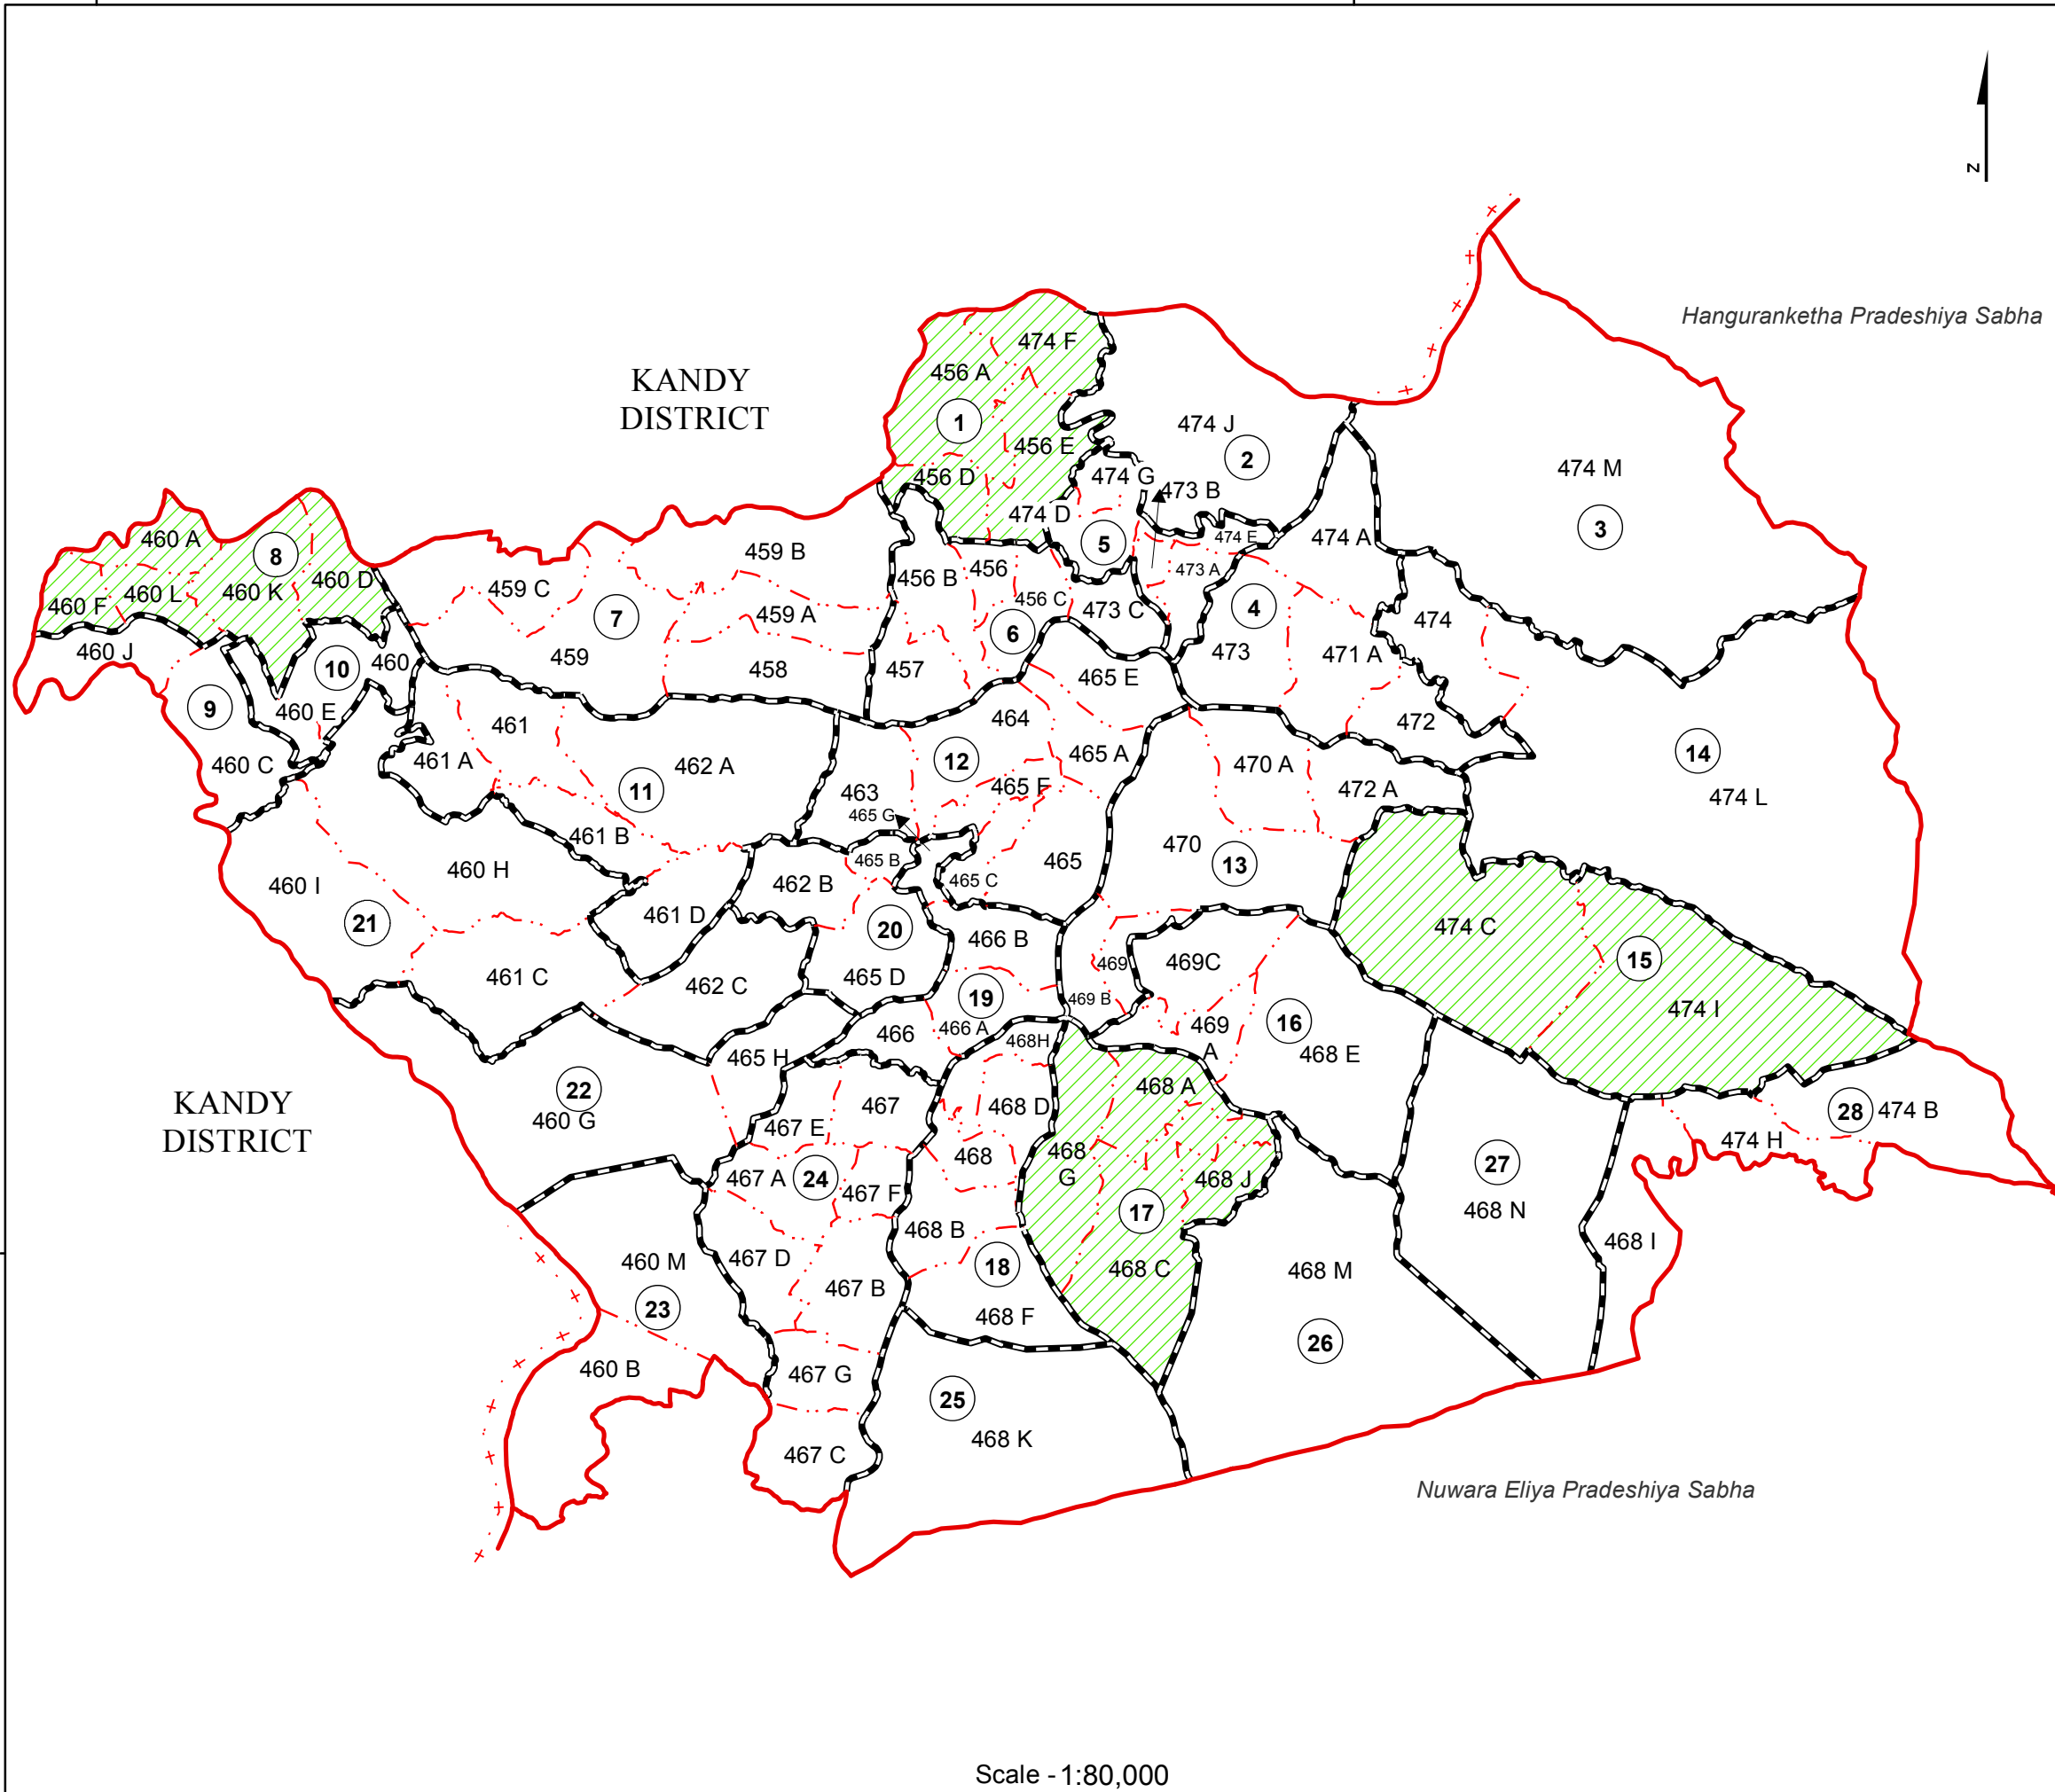 N
Hanguranketha Pradeshiya Sabha
KANDY
DISTRICT
474 F
456 A
1
456 E
456 D
474 J
2
474 G
473 B
474 M
3
474 D
5
474 E
474 A
473 A
460 A
8
460 F
460 L
460 K
460 D
459 C
459 B
7
459 A
459
458
456 B
456
456 C
473 C
6
457
4
473
471 A
474
472
460 J
10
460
9
460 E
460 C
461 A
461
11
462 A
461 B
465 E
464
12
465 A
463
465 F
465 G
465 B
465 C
465
470 A
472 A
470
13
14
474 L
460 I
460 H
21
461 C
461 D
462 B
20
465 D
462 C
466 B
19
466 A
466
469
469 B
469C
469
A
16
468 E
474 C
15
474 I
KANDY
DISTRICT
22
460 G
465 H
467 E
467
467 A
24
467 F
467 D
467 B
467 G
467 C
468H
468 D
468
468 B
18
468 F
468 A
468
G
468 J
17
468 C
28
474 B
474 H
27
468 N
468 I
468 M
26
460 M
23
460 B
25
468 K
Nuwara Eliya Pradeshiya Sabha
Scale - 1:80,000